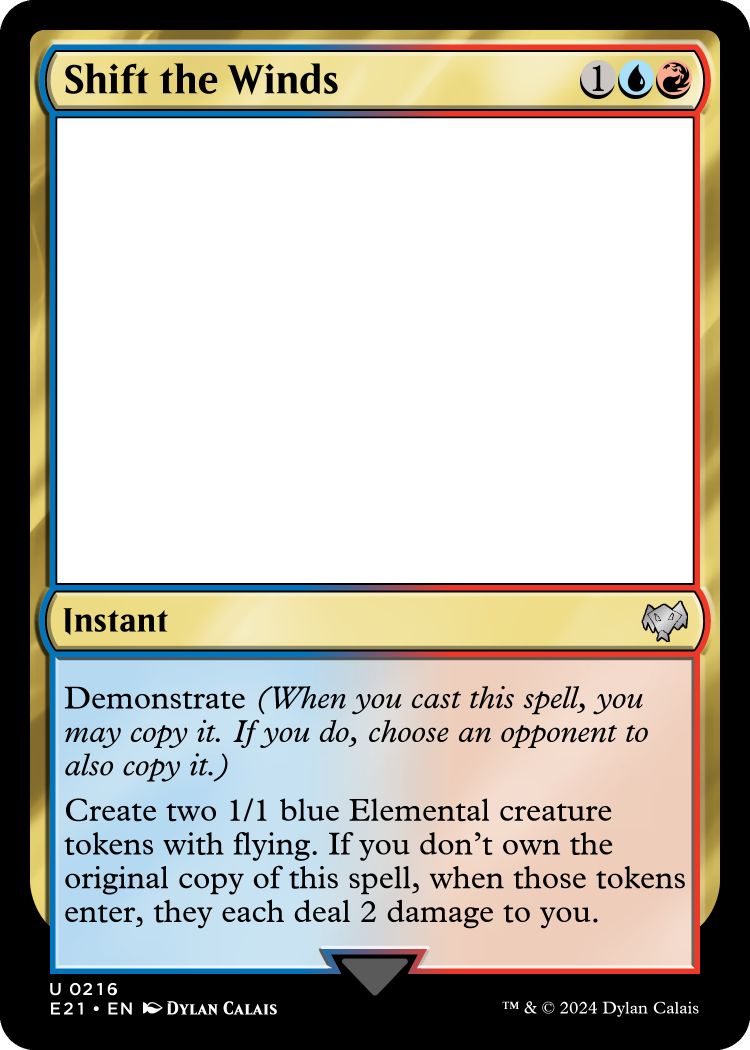 Shift the Winds 1
Instant
Demonstrate (When you cast this spell, you
may copy it. If you do, choose an opponent to
also copy it.)
Create two 1/1 blue Elemental creature
tokens with flying. If you don’t own the
original copy of this spell, when those tokens
enter, they each deal 2 damage to you.
U 0216
E21 • EN Dylan Calais
™ & © 2024 Dylan Calais